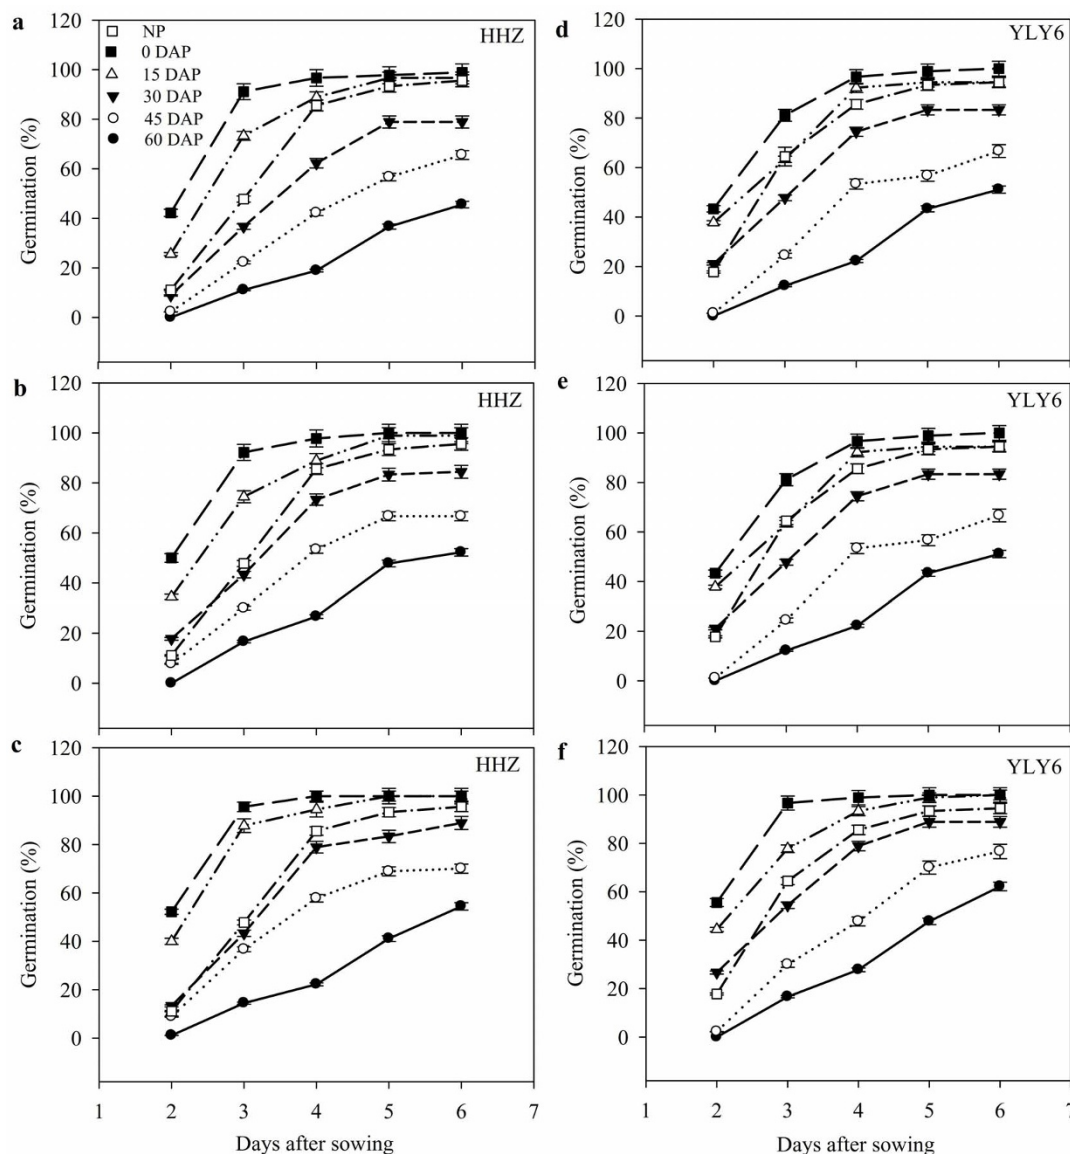 a
HHZ
120
100
80
60
40
20
0
Germination (%)
NP
0 DAP
15 DAP
30 DAP
45 DAP
60 DAP
d
YLY6
120
100
80
60
40
20
0
Germination (%)
b
HHZ
120
100
80
60
40
20
0
Germination (%)
e
YLY6
120
100
80
60
40
20
0
Germination (%)
c
HHZ
120
100
80
60
40
20
0
Germination (%)
1 2 3 4 5 6 7
Days after sowing
f
YLY6
120
100
80
60
40
20
0
Germination (%)
1 2 3 4 5 6 7
Days after sowing